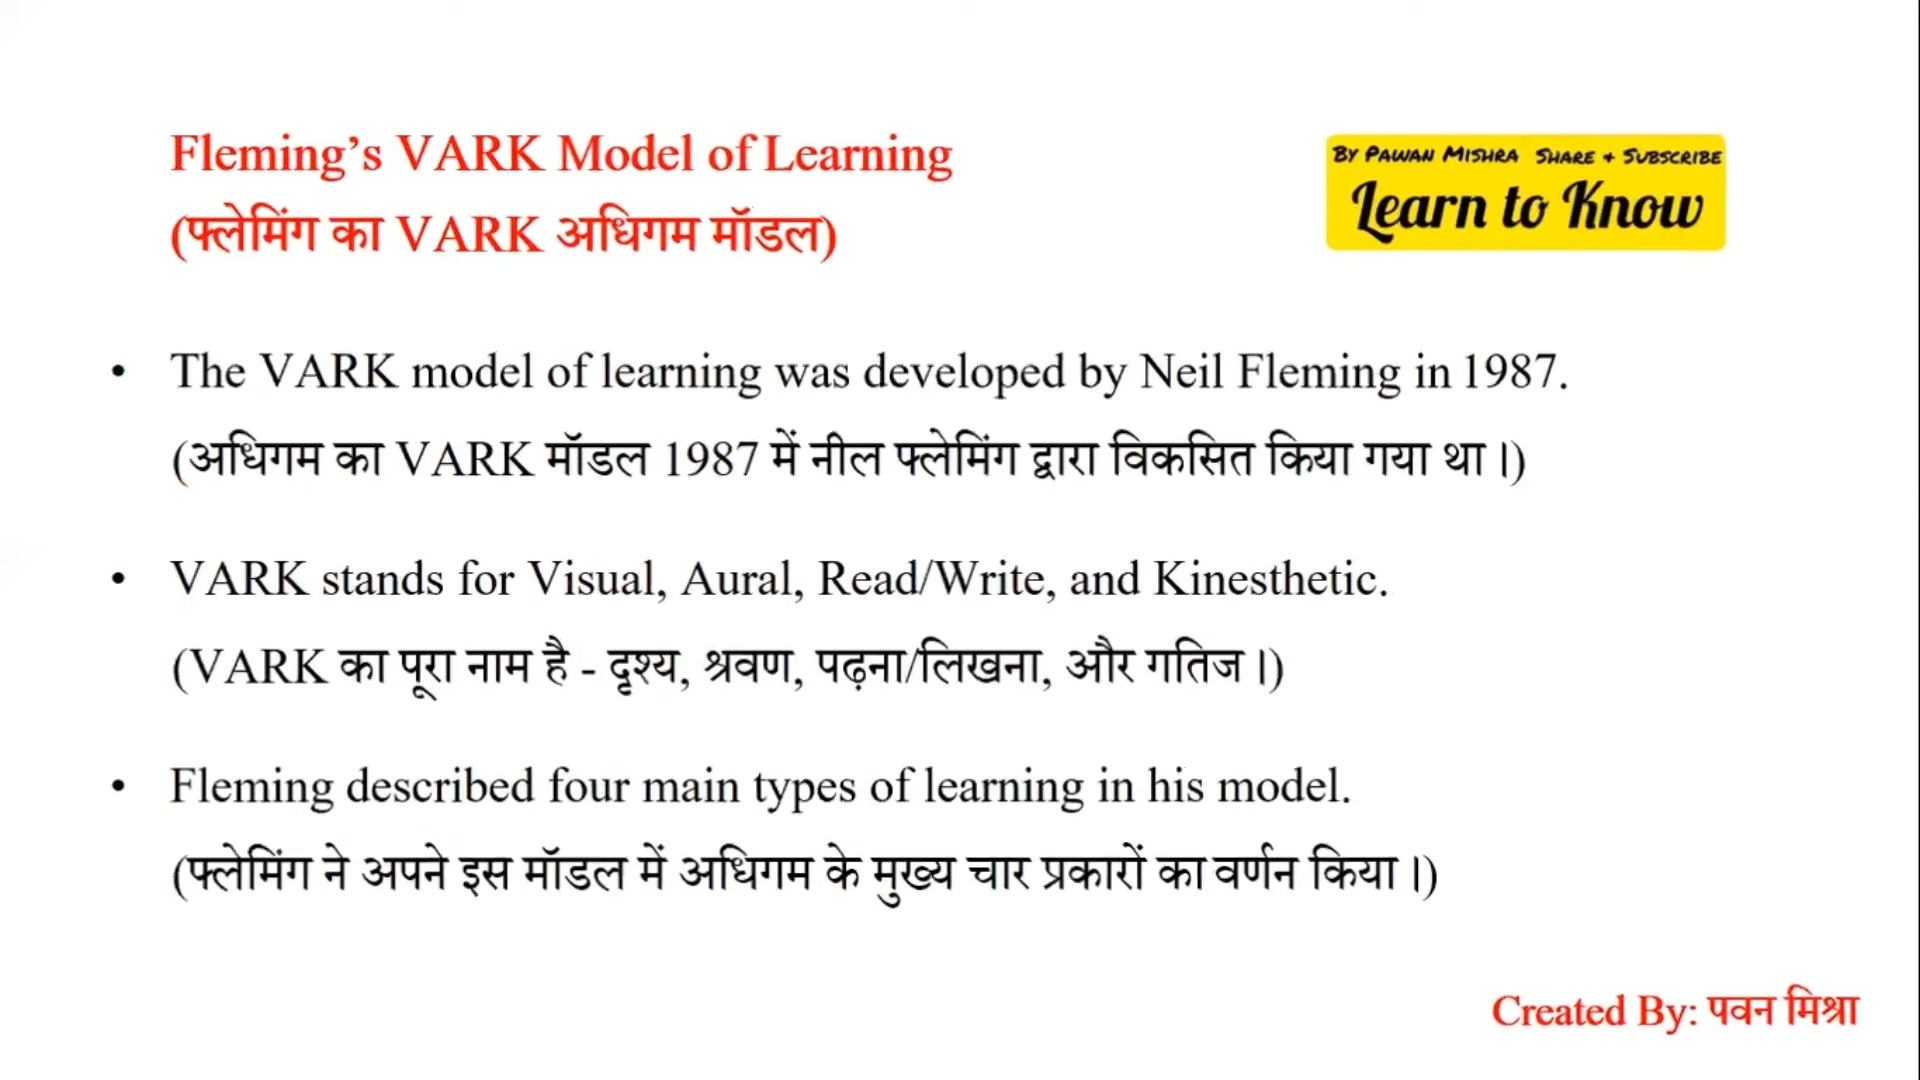 Fleming’s VARK Model of Learning
(फ्लेमिंग का VARK अधिगम मॉडल)
By Pawan Mishra Share + Subscribe
Learn to Know
• The VARK model of learning was developed by Neil Fleming in 1987.
(अधिगम का VARK मॉडल 1987 में नील फ्लेमिंग द्वारा विकसित किया गया था।)
• VARK stands for Visual, Aural, Read/Write, and Kinesthetic.
(VARK का पूरा नाम है - दृश्य, श्रवण, पढ़ना/लिखना, और गतिज।)
• Fleming described four main types of learning in his model.
(फ्लेमिंग ने अपने इस मॉडल में अधिगम के मुख्य चार प्रकारों का वर्णन किया।)
Created By: पवन मिश्रा